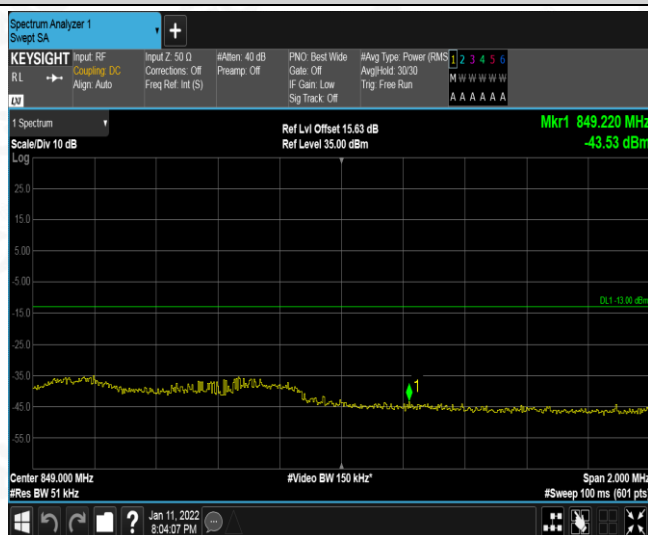 Spectrum Analyzer 1
Swept SA
+
KEYSIGHT
RL
LXI
Input: RF
Coupling: DC
Align: Auto
Input Z: 50 Ω
Corrections: Off
Freq Ref: Int (S)
#Atten: 40 dB
Preamp: Off
PNO: Best Wide
Gate: Off
IF Gain: Low
Sig Track: Off
#Avg Type: Power (RMS
Avg|Hold: 30/30
Trig: Free Run
1 2 3 4 5 6
M W W W W W
A A A A A A
1 Spectrum
Scale/Div 10 dB
Log
Ref Lvl Offset 15.63 dB
Ref Level 35.00 dBm
Mkr1 849.220 MHz
-43.53 dBm
25.0
15.0
5.00
-5.00
DL1 -13.00 dBm
-15.0
-25.0
-35.0
1
-45.0
-55.0
Center 849.000 MHz
#Res BW 51 kHz
#Video BW 150 kHz*
Span 2.000 MHz
#Sweep 100 ms (601 pts)
?
Jan 11, 2022
8:04:07 PM